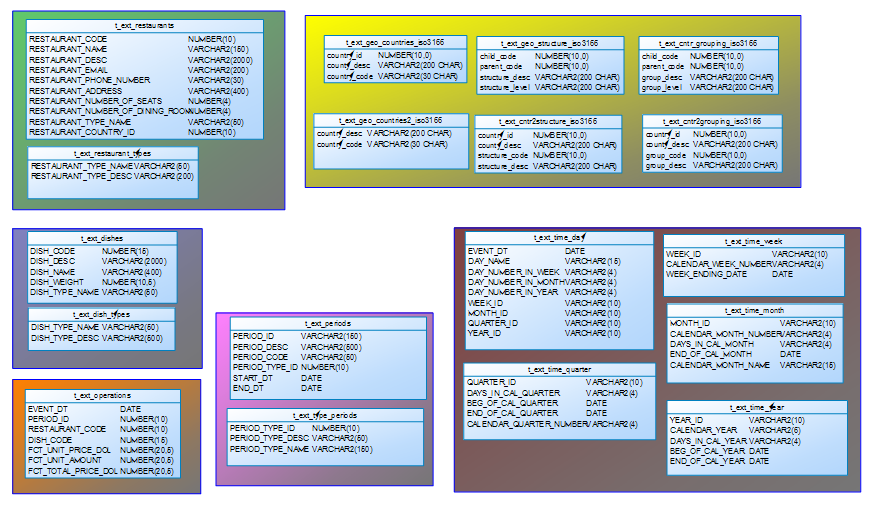 t_ext_restaurants
RESTAURANT_CODE NUMBER(10)
RESTAURANT_NAME VARCHAR2(150)
RESTAURANT_DESC VARCHAR2(2000)
RESTAURANT_EMAIL VARCHAR2(200)
RESTAURANT_PHONE_NUMBER VARCHAR2(30)
RESTAURANT_ADDRESS VARCHAR2(400)
RESTAURANT_NUMBER_OF_SEATS NUMBER(4)
RESTAURANT_NUMBER_OF_DINING_ROOM NUMBER(4)
RESTAURANT_TYPE_NAME VARCHAR2(50)
RESTAURANT_COUNTRY_ID NUMBER(10)
t_ext_restaurant_types
RESTAURANT_TYPE_NAME VARCHAR2(50)
RESTAURANT_TYPE_DESC VARCHAR2(200)
t_ext_geo_countries_iso3166
country_id NUMBER(10,0)
country_desc VARCHAR2(200 CHAR)
country_code VARCHAR2(30 CHAR)
t_ext_geo_structure_iso3166
child_code NUMBER(10,0)
parent_code NUMBER(10,0)
structure_desc VARCHAR2(200 CHAR)
structure_level VARCHAR2(200 CHAR)
t_ext_cntr_grouping_iso3166
child_code NUMBER(10,0)
parent_code NUMBER(10,0)
group_desc VARCHAR2(200 CHAR)
group_level VARCHAR2(200 CHAR)
t_ext_geo_countries2_iso3166
country_desc VARCHAR2(200 CHAR)
country_code VARCHAR2(30 CHAR)
t_ext_cntr2structure_iso3166
country_id NUMBER(10,0)
country_desc VARCHAR2(200 CHAR)
structure_code NUMBER(10,0)
structure_desc VARCHAR2(200 CHAR)
t_ext_cntr2grouping_iso3166
country_id NUMBER(10,0)
country_desc VARCHAR2(200 CHAR)
group_code NUMBER(10,0)
group_desc VARCHAR2(200 CHAR)
t_ext_dishes
DISH_CODE NUMBER(15)
DISH_DESC VARCHAR2(2000)
DISH_NAME VARCHAR2(400)
DISH_WEIGHT NUMBER(10,5)
DISH_TYPE_NAME VARCHAR2(50)
t_ext_dish_types
DISH_TYPE_NAME VARCHAR2(50)
DISH_TYPE_DESC VARCHAR2(500)
t_ext_operations
EVENT_DT DATE
PERIOD_ID NUMBER(10)
RESTAURANT_CODE NUMBER(10)
DISH_CODE NUMBER(15)
FCT_UNIT_PRICE_DOL NUMBER(20,5)
FCT_UNIT_AMOUNT NUMBER(20,5)
FCT_TOTAL_PRICE_DOL NUMBER(20,5)
t_ext_periods
PERIOD_ID VARCHAR2(150)
PERIOD_DESC VARCHAR2(500)
PERIOD_CODE VARCHAR2(50)
PERIOD_TYPE_ID NUMBER(10)
START_DT DATE
END_DT DATE
t_ext_type_periods
PERIOD_TYPE_ID NUMBER(10)
PERIOD_TYPE_DESC VARCHAR2(50)
PERIOD_TYPE_NAME VARCHAR2(150)
t_ext_time_day
EVENT_DT DATE
DAY_NAME VARCHAR2(15)
DAY_NUMBER_IN_WEEK VARCHAR2(4)
DAY_NUMBER_IN_MONTH VARCHAR2(4)
DAY_NUMBER_IN_YEAR VARCHAR2(4)
WEEK_ID VARCHAR2(10)
MONTH_ID VARCHAR2(10)
QUARTER_ID VARCHAR2(10)
YEAR_ID VARCHAR2(10)
t_ext_time_week
WEEK_ID VARCHAR2(10)
CALENDAR_WEEK_NUMBER VARCHAR2(4)
WEEK_ENDING_DATE DATE
t_ext_time_month
MONTH_ID VARCHAR2(10)
CALENDAR_MONTH_NUMBER VARCHAR2(4)
DAYS_IN_CAL_MONTH VARCHAR2(4)
END_OF_CAL_MONTH DATE
CALENDAR_MONTH_NAME VARCHAR2(15)
t_ext_time_quarter
QUARTER_ID VARCHAR2(10)
DAYS_IN_CAL_QUARTER VARCHAR2(4)
BEG_OF_CAL_QUARTER DATE
END_OF_CAL_QUARTER DATE
CALENDAR_QUARTER_NUMBER VARCHAR2(4)
t_ext_time_year
YEAR_ID VARCHAR2(10)
CALENDAR_YEAR VARCHAR2(5)
DAYS_IN_CAL_YEAR VARCHAR2(4)
BEG_OF_CAL_YEAR DATE
END_OF_CAL_YEAR DATE